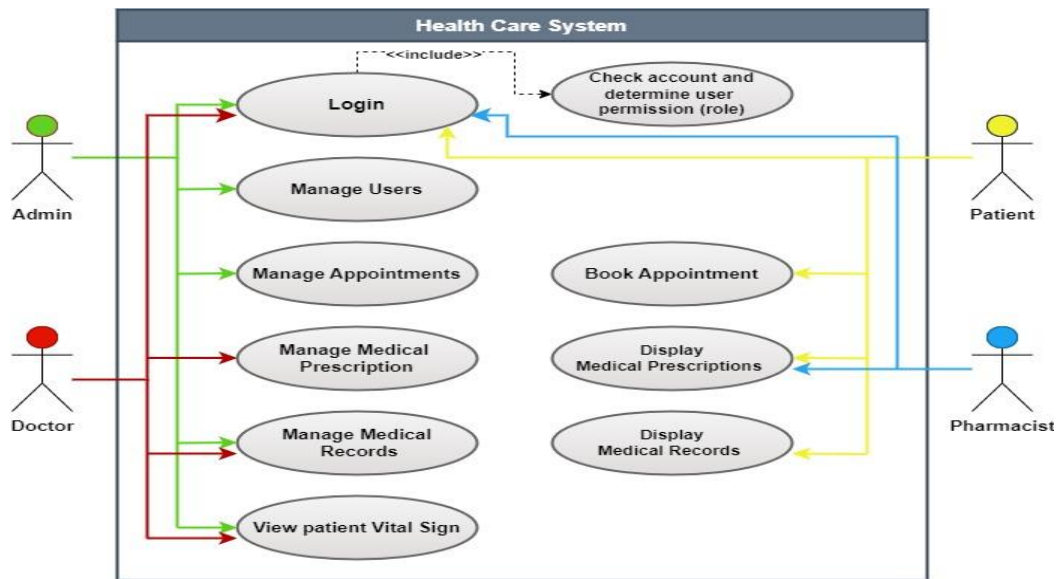 Health Care System
<<include>>
Login
Check account and
determine user
permission (role)
Admin
Manage Users
Patient
Manage Appointments
Book Appointment
Doctor
Manage Medical
Prescription
Display
Medical Prescriptions
Pharmacist
Manage Medical
Records
Display
Medical Records
View patient Vital Sign